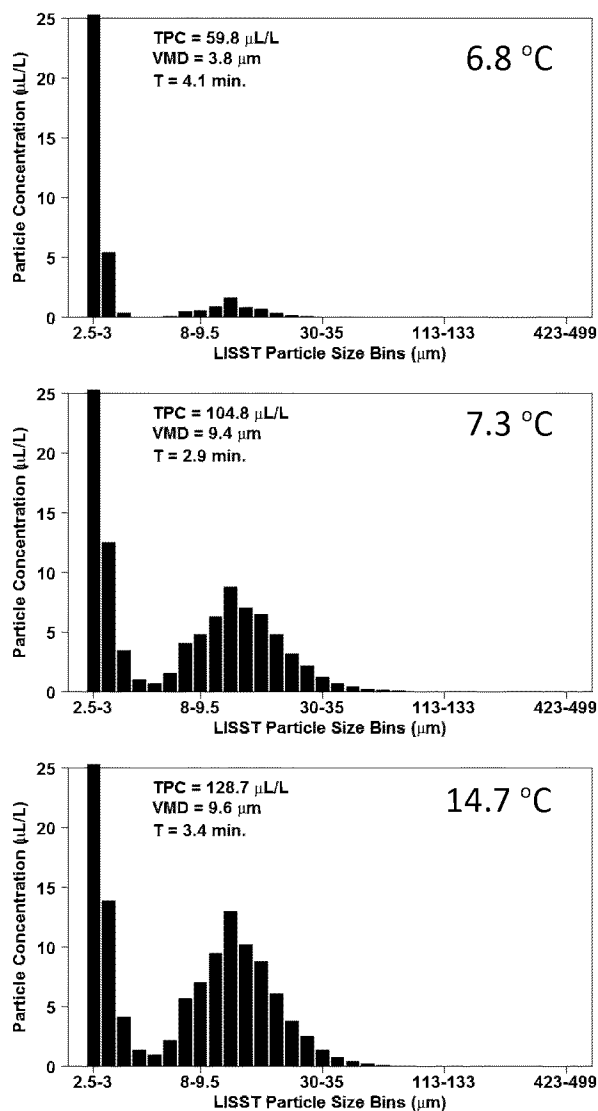 25
20
15
10
5
0
Particle Concentration (µL/L)
TPC = 59.8 µL/L
VMD = 3.8 µm
T = 4.1 min.
6.8 °C
2.5-3 8-9.5 30-35 113-133 423-499
LISST Particle Size Bins (µm)
25
20
15
10
5
0
Particle Concentration (µL/L)
TPC = 104.8 µL/L
VMD = 9.4 µm
T = 2.9 min.
7.3 °C
2.5-3 8-9.5 30-35 113-133 423-499
LISST Particle Size Bins (µm)
25
20
15
10
5
0
Particle Concentration (µL/L)
TPC = 128.7 µL/L
VMD = 9.6 µm
T = 3.4 min.
14.7 °C
2.5-3 8-9.5 30-35 113-133 423-499
LISST Particle Size Bins (µm)